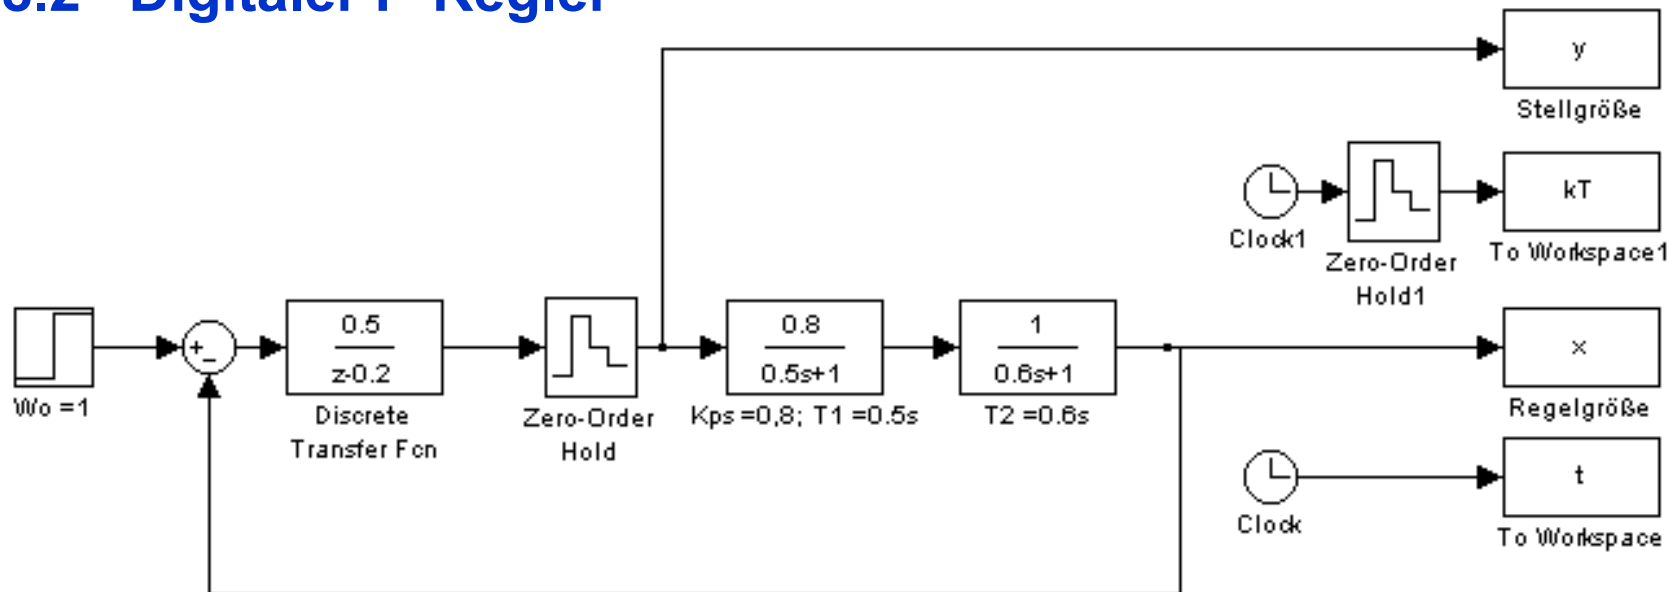 Digitaler P-Regler
y
Stellgröße
kT
Clock1
To Workspace1
Zero-Order
Hold1
0.5
z-0.2
0.8
0.5s+1
1
0.6s+1
x
Wo =1
Discrete
Transfer Fcn
Zero-Order
Hold
Kps =0,8; T1 =0.5s
T2 =0.6s
Regelgröße
t
Clock
To Workspace